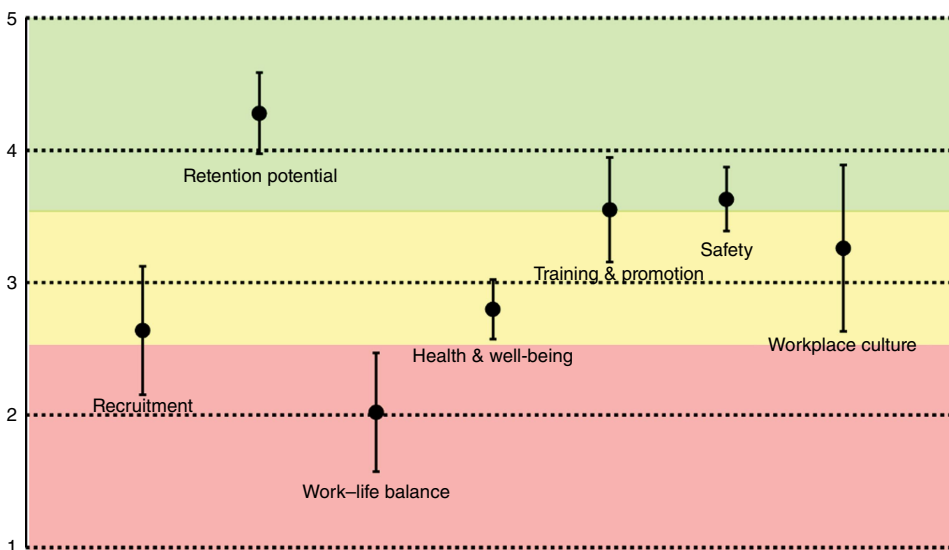 5
4
Retention potential
Safety
Training & promotion
3
Workplace culture
Health & well-being
Recruitment
2
Work–life balance
1